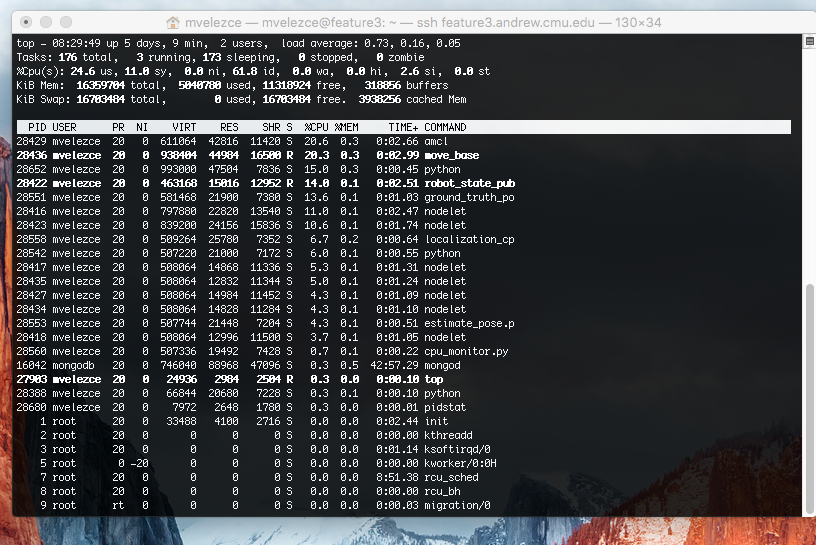 mvelezce — mvelezce@feature3: ~ — ssh feature3.andrew.cmu.edu — 130×34
top - 08:29:49 up 5 days, 9 min, 2 users, load average: 0.73, 0.16, 0.05
Tasks: 176 total, 3 running, 173 sleeping, 0 stopped, 0 zombie
%Cpu(s): 24.6 us, 11.0 sy, 0.0 ni, 61.8 id, 0.0 wa, 0.0 hi, 2.6 si, 0.0 st
KiB Mem: 16359704 total, 5040780 used, 11318924 free, 318056 buffers
KiB Swap: 16703484 total, 0 used, 16703484 free. 3938256 cached Mem
PID USER PR NI VIRT RES SHR S %CPU %MEM TIME+ COMMAND
28429 mvelezce 20 0 611064 42816 11420 S 20.6 0.3 0:02.66 amcl
28436 mvelezce 20 0 938404 44984 16500 R 20.3 0.3 0:02.99 move_base
28652 mvelezce 20 0 993000 47504 7836 S 15.0 0.3 0:00.45 python
28422 mvelezce 20 0 463168 15016 12952 R 14.0 0.1 0:02.51 robot_state_pub
28551 mvelezce 20 0 581468 21900 7380 S 13.6 0.1 0:01.03 ground_truth_po
28416 mvelezce 20 0 797880 22820 13540 S 11.0 0.1 0:02.47 nodelet
28423 mvelezce 20 0 839200 24156 15836 S 10.6 0.1 0:01.74 nodelet
28558 mvelezce 20 0 509264 25780 7352 S 6.7 0.2 0:00.64 localization_cp
28542 mvelezce 20 0 507220 21000 7172 S 6.0 0.1 0:00.55 python
28417 mvelezce 20 0 508064 14868 11336 S 5.3 0.1 0:01.31 nodelet
28435 mvelezce 20 0 508064 12832 11344 S 5.0 0.1 0:01.24 nodelet
28427 mvelezce 20 0 508064 14984 11452 S 4.3 0.1 0:01.09 nodelet
28434 mvelezce 20 0 508064 14828 11284 S 4.3 0.1 0:01.10 nodelet
28553 mvelezce 20 0 507744 21448 7204 S 4.3 0.1 0:00.51 estimate_pose.p
28418 mvelezce 20 0 508064 12996 11500 S 3.7 0.1 0:01.05 nodelet
28560 mvelezce 20 0 507336 19492 7428 S 0.7 0.1 0:00.22 cpu_monitor.py
16042 mongodb 20 0 746040 88968 47096 S 0.3 0.5 42:57.29 mongod
27903 mvelezce 20 0 24936 2984 2504 R 0.3 0.0 0:00.10 top
28388 mvelezce 20 0 66844 20680 7228 S 0.3 0.1 0:00.10 python
28680 mvelezce 20 0 7972 2648 1780 S 0.3 0.0 0:00.01 pidstat
1 root 20 0 33488 4100 2716 S 0.0 0.0 0:02.44 init
2 root 20 0 0 0 0 S 0.0 0.0 0:00.00 kthreadd
3 root 20 0 0 0 0 S 0.0 0.0 0:01.14 ksoftirqd/0
5 root 0 -20 0 0 0 S 0.0 0.0 0:00.00 kworker/0:0H
7 root 20 0 0 0 0 S 0.0 0.0 8:51.38 rcu_sched
8 root 20 0 0 0 0 S 0.0 0.0 0:00.00 rcu_bh
9 root rt 0 0 0 0 S 0.0 0.0 0:00.03 migration/0